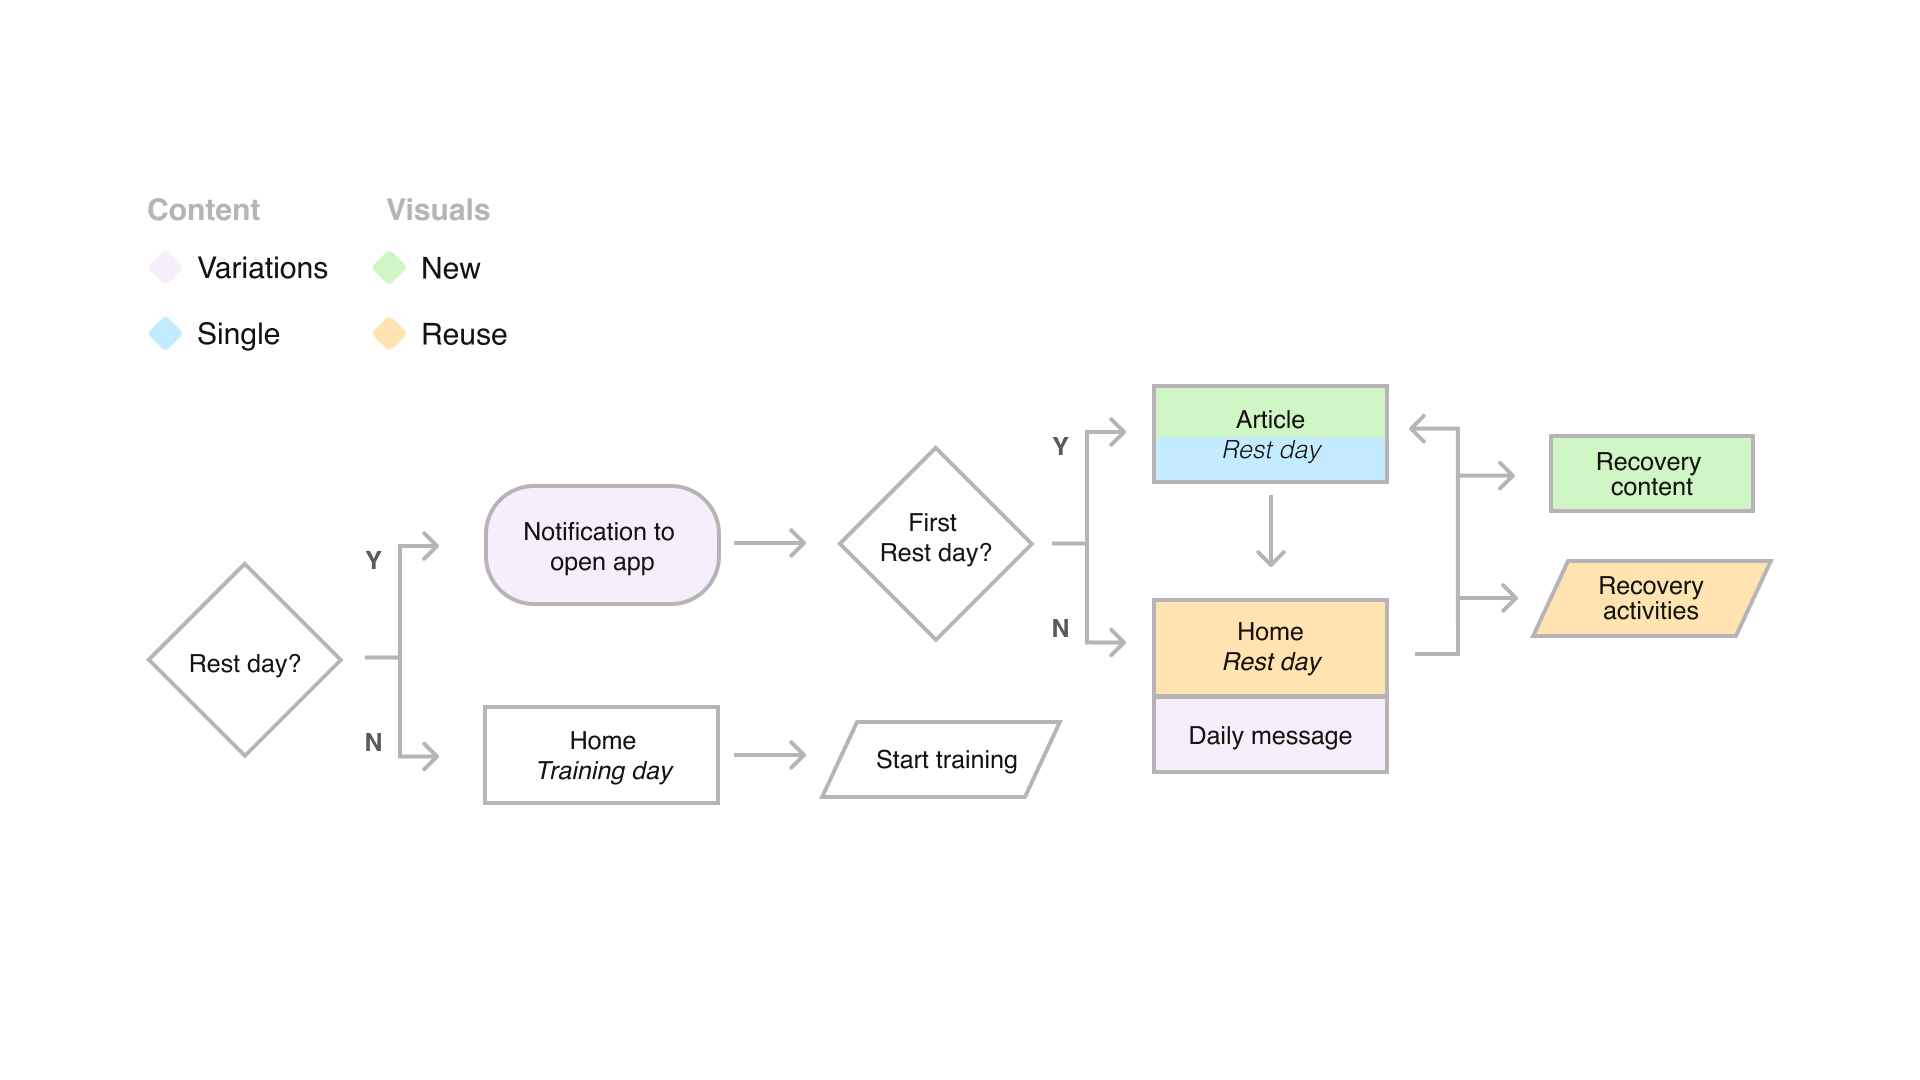 Content
Visuals
Variations
New
Single
Reuse
Rest day?
Y
N
Notification to
open app
Home
Training day
Start training
First
Rest day?
Y
N
Article
Rest day
Home
Rest day
Daily message
Recovery
content
Recovery
activities